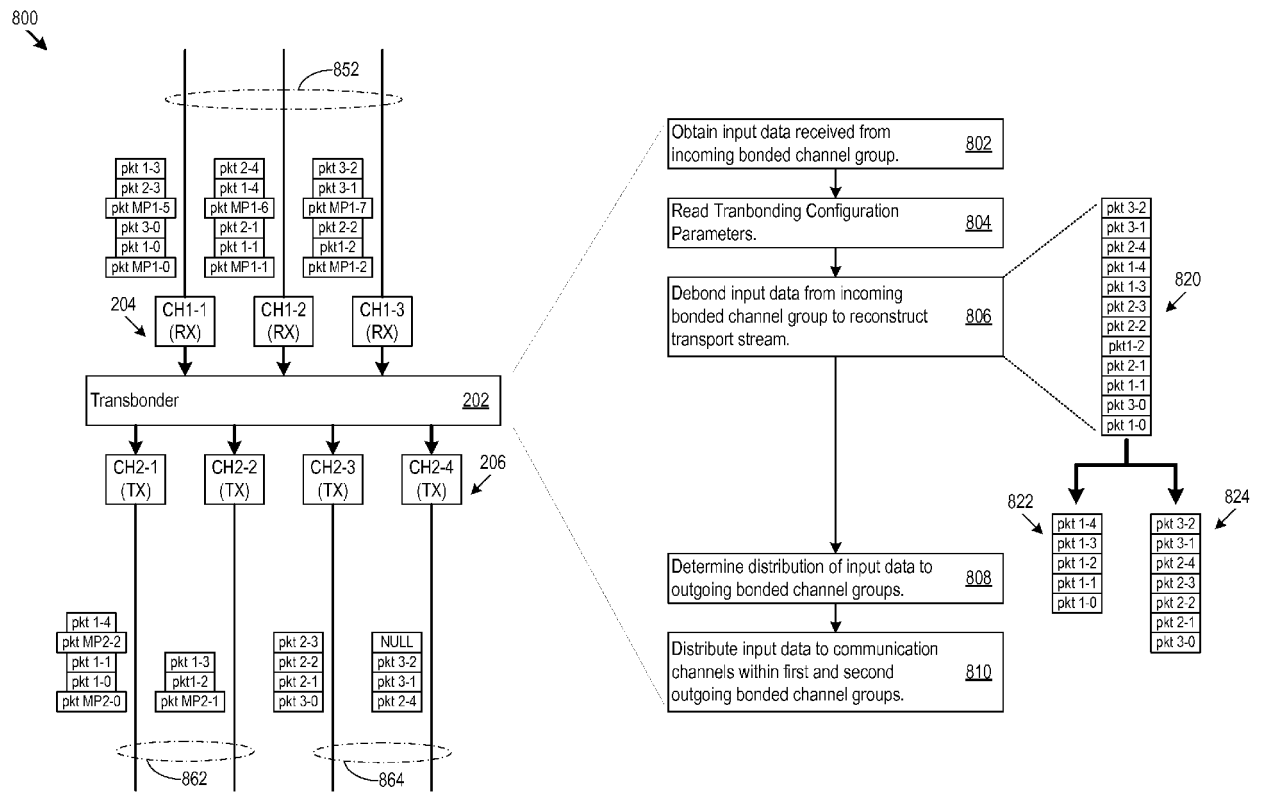 800
852
pkt 1-3
pkt 2-3
pkt MP1-5
pkt 3-0
pkt 1-0
pkt MP1-0
pkt 2-4
pkt 1-4
pkt MP1-6
pkt 2-1
pkt 1-1
pkt MP1-1
pkt 3-2
pkt 3-1
pkt MP1-7
pkt 2-2
pkt1-2
pkt MP1-2
204
CH1-1
(RX)
CH1-2
(RX)
CH1-3
(RX)
Transbonder 202
CH2-1
(TX)
CH2-2
(TX)
CH2-3
(TX)
CH2-4
(TX)
206
pkt 1-4
pkt MP2-2
pkt 1-1
pkt 1-0
pkt MP2-0
pkt 1-3
pkt1-2
pkt MP2-1
pkt 2-3
pkt 2-2
pkt 2-1
pkt 3-0
NULL
pkt 3-2
pkt 3-1
pkt 2-4
862
864
Obtain input data received from
incoming bonded channel group.
802
Read Tranbonding Configuration
Parameters.
804
Debond input data from incoming
bonded channel group to reconstruct
transport stream.
806
Determine distribution of input data to
outgoing bonded channel groups.
808
Distribute input data to communication
channels within first and second
outgoing bonded channel groups.
810
pkt 3-2
pkt 3-1
pkt 2-4
pkt 1-4
pkt 1-3
pkt 2-3
pkt 2-2
pkt1-2
pkt 2-1
pkt 1-1
pkt 3-0
pkt 1-0
820
822
pkt 1-4
pkt 1-3
pkt 1-2
pkt 1-1
pkt 1-0
824
pkt 3-2
pkt 3-1
pkt 2-4
pkt 2-3
pkt 2-2
pkt 2-1
pkt 3-0